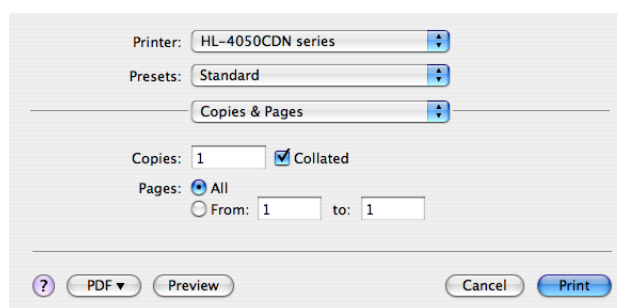 Printer: HL-4050CDN series
Presets: Standard
Copies & Pages
Copies: 1 Collated
Pages: All
From: 1 to: 1
? PDF▼ Preview Cancel Print